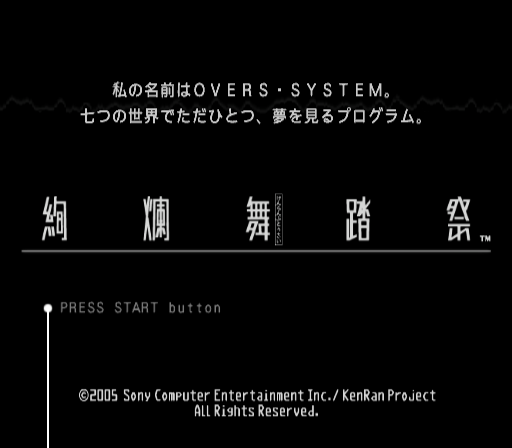 私の名前はＯＶＥＲＳ・ＳＹＳＴＥＭ。
七つの世界でただひとつ、夢を見るプログラム。
絢爛舞踏祭™
PRESS START button
©2005 Sony Computer Entertainment Inc./ KenRan Project
All Rights Reserved.